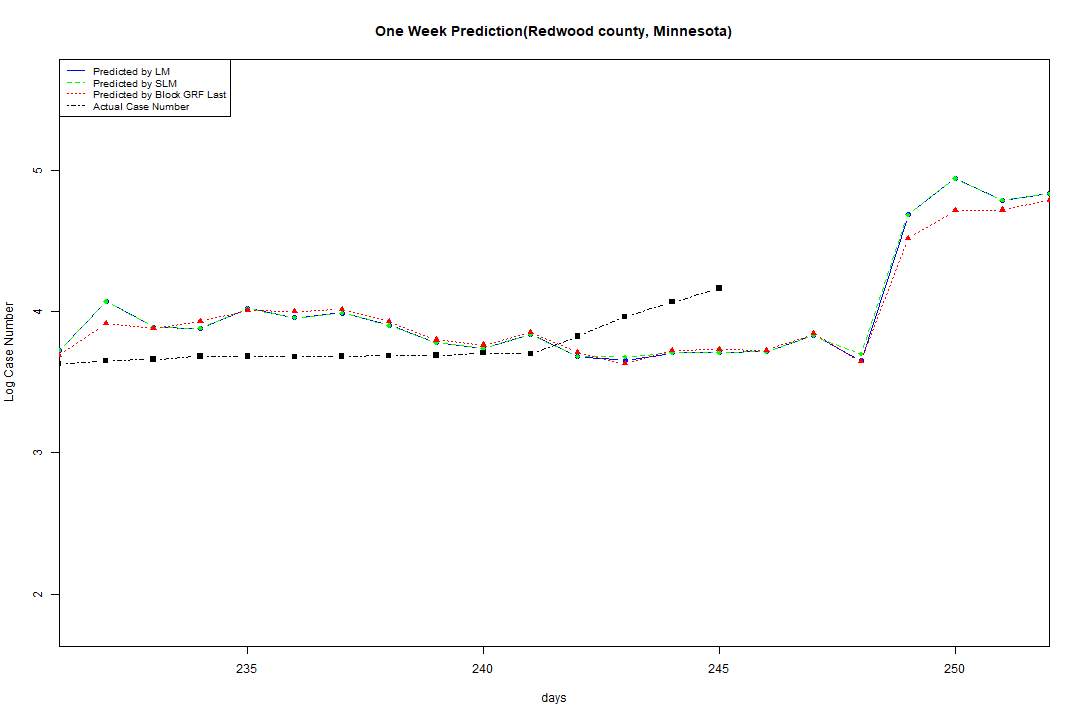 One Week Prediction(Redwood county, Minnesota)
Predicted by LM
Predicted by SLM
Predicted by Block GRF Last
Actual Case Number
5
4
3
2
Log Case Number
235 240 245 250
days